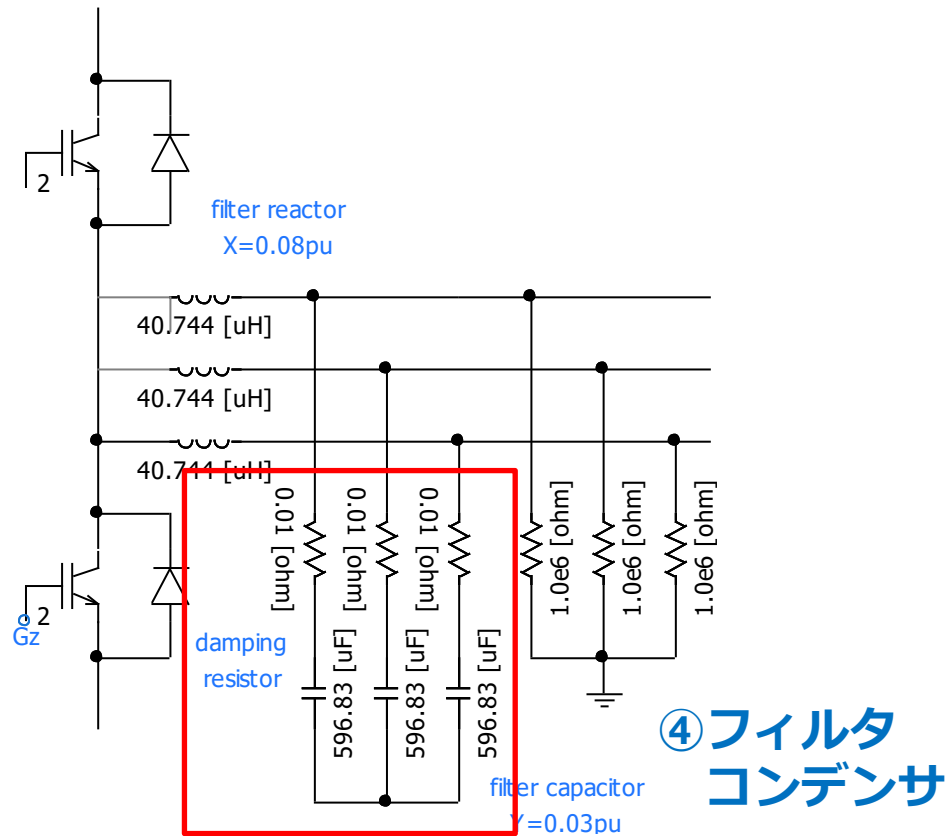 2
filter reactor
X=0.08pu
40.744 [uH]
40.744 [uH]
40.744 [uH]
0.01 [ohm]
0.01 [ohm]
0.01 [ohm]
1.0e6 [ohm]
1.0e6 [ohm]
1.0e6 [ohm]
2
Gz
damping
resistor
596.83 [uF]
596.83 [uF]
596.83 [uF]
④フィルタ
コンデンサ
filter capacitor
Y=0.03pu